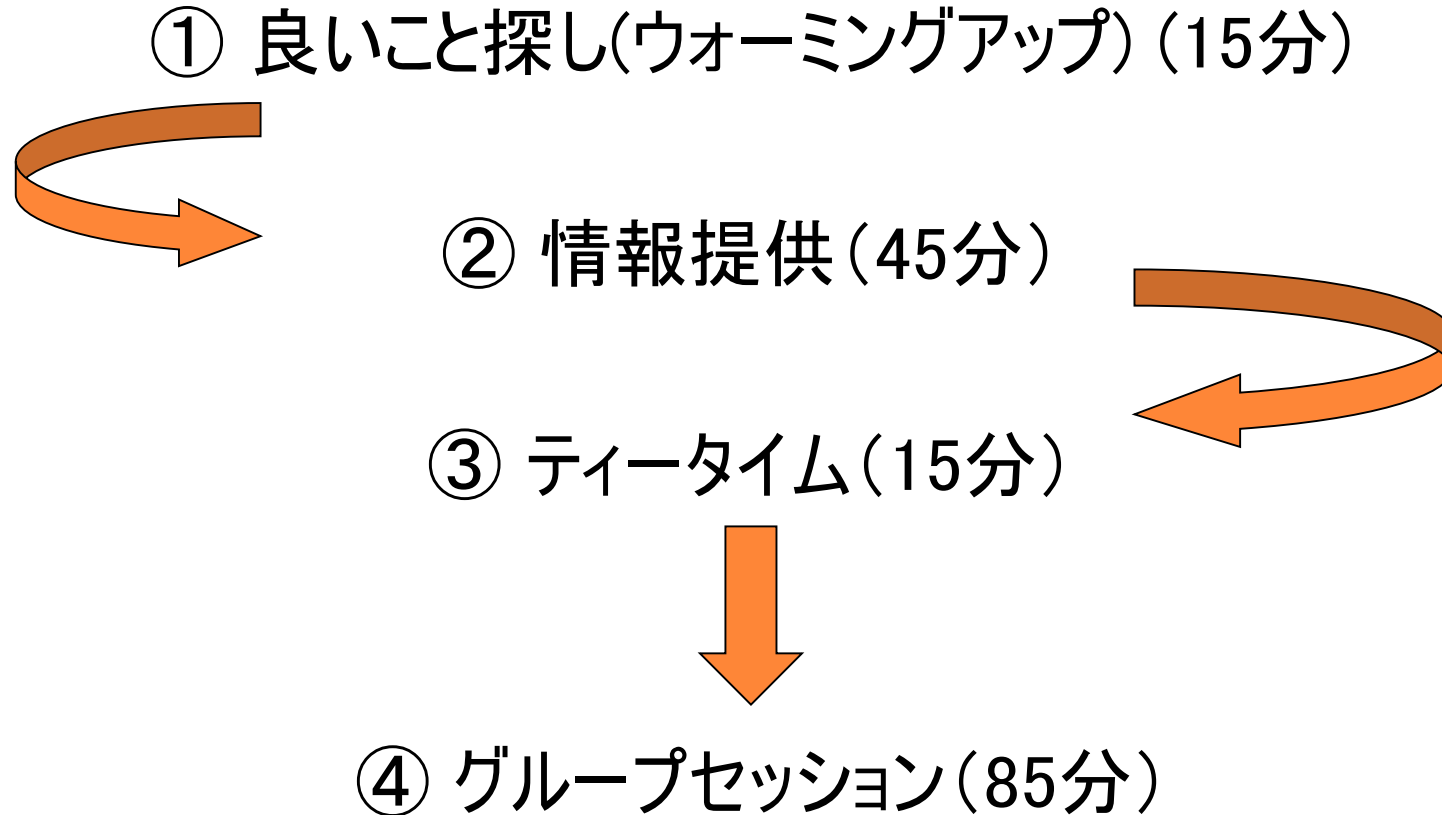 ① 良いこと探し(ウォーミングアップ)(15分)
② 情報提供(45分)
③ ティータイム(15分)
④ グループセッション(85分)